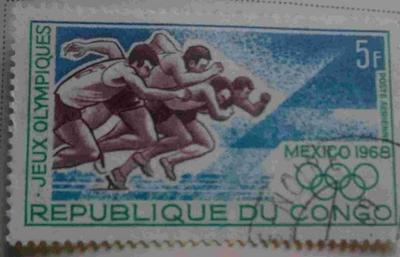 JEUX OLYMPIQUES
5F
POSTE AERIENNE
MEXICO 1968
REPUBLIQUE DU CONGO